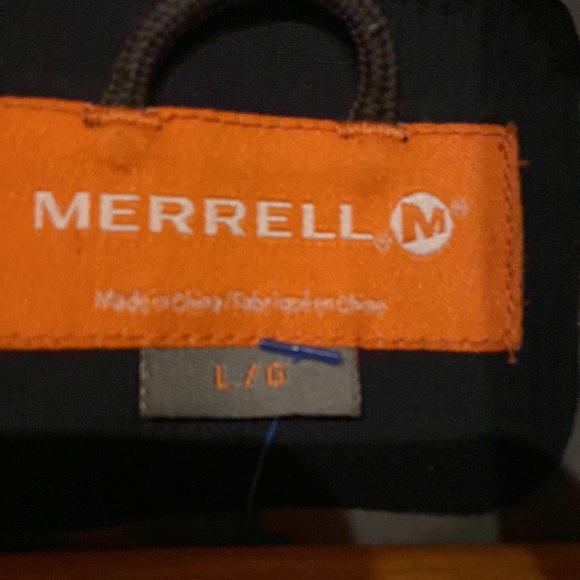 MERRELL® M®
Made in China/Fabriqué en Chine
L/G